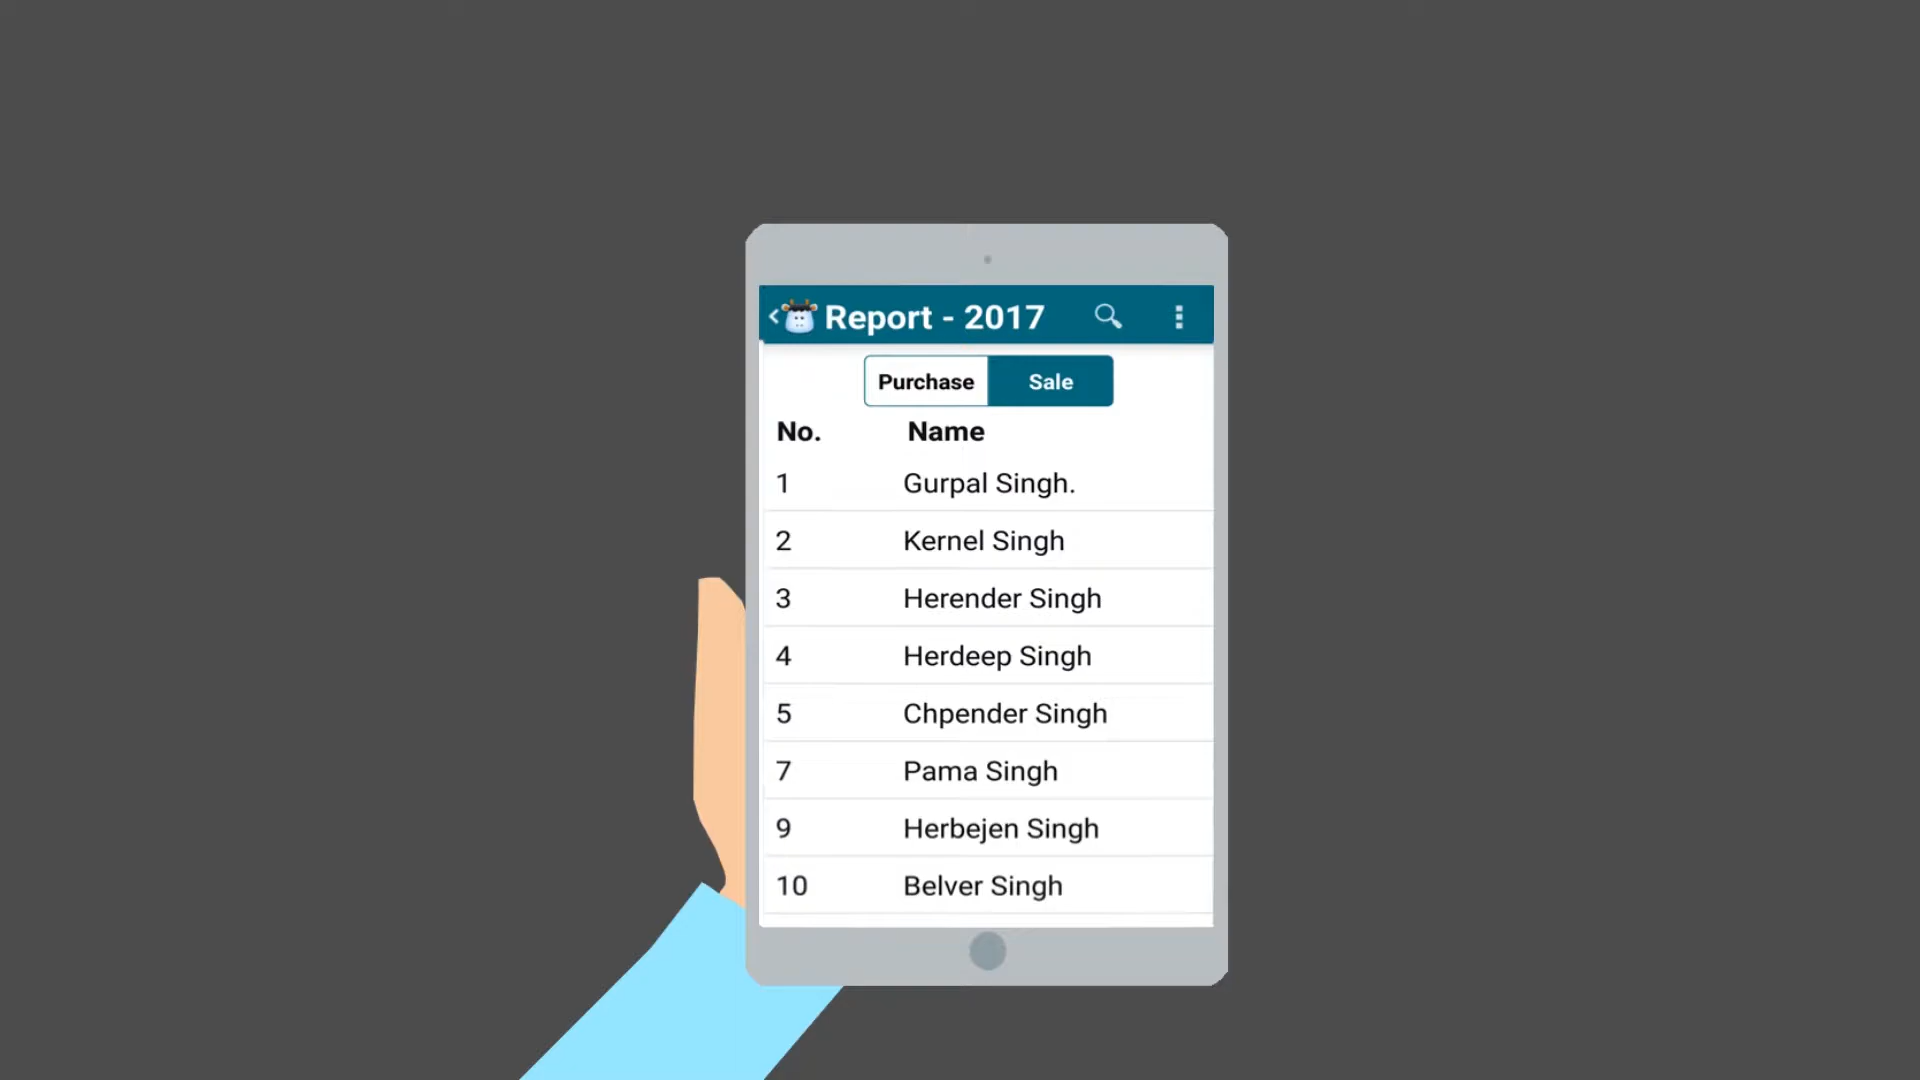 Report - 2017
Purchase Sale
No. Name
1 Gurpal Singh.
2 Kernel Singh
3 Herender Singh
4 Herdeep Singh
5 Chpender Singh
7 Pama Singh
9 Herbejen Singh
10 Belver Singh